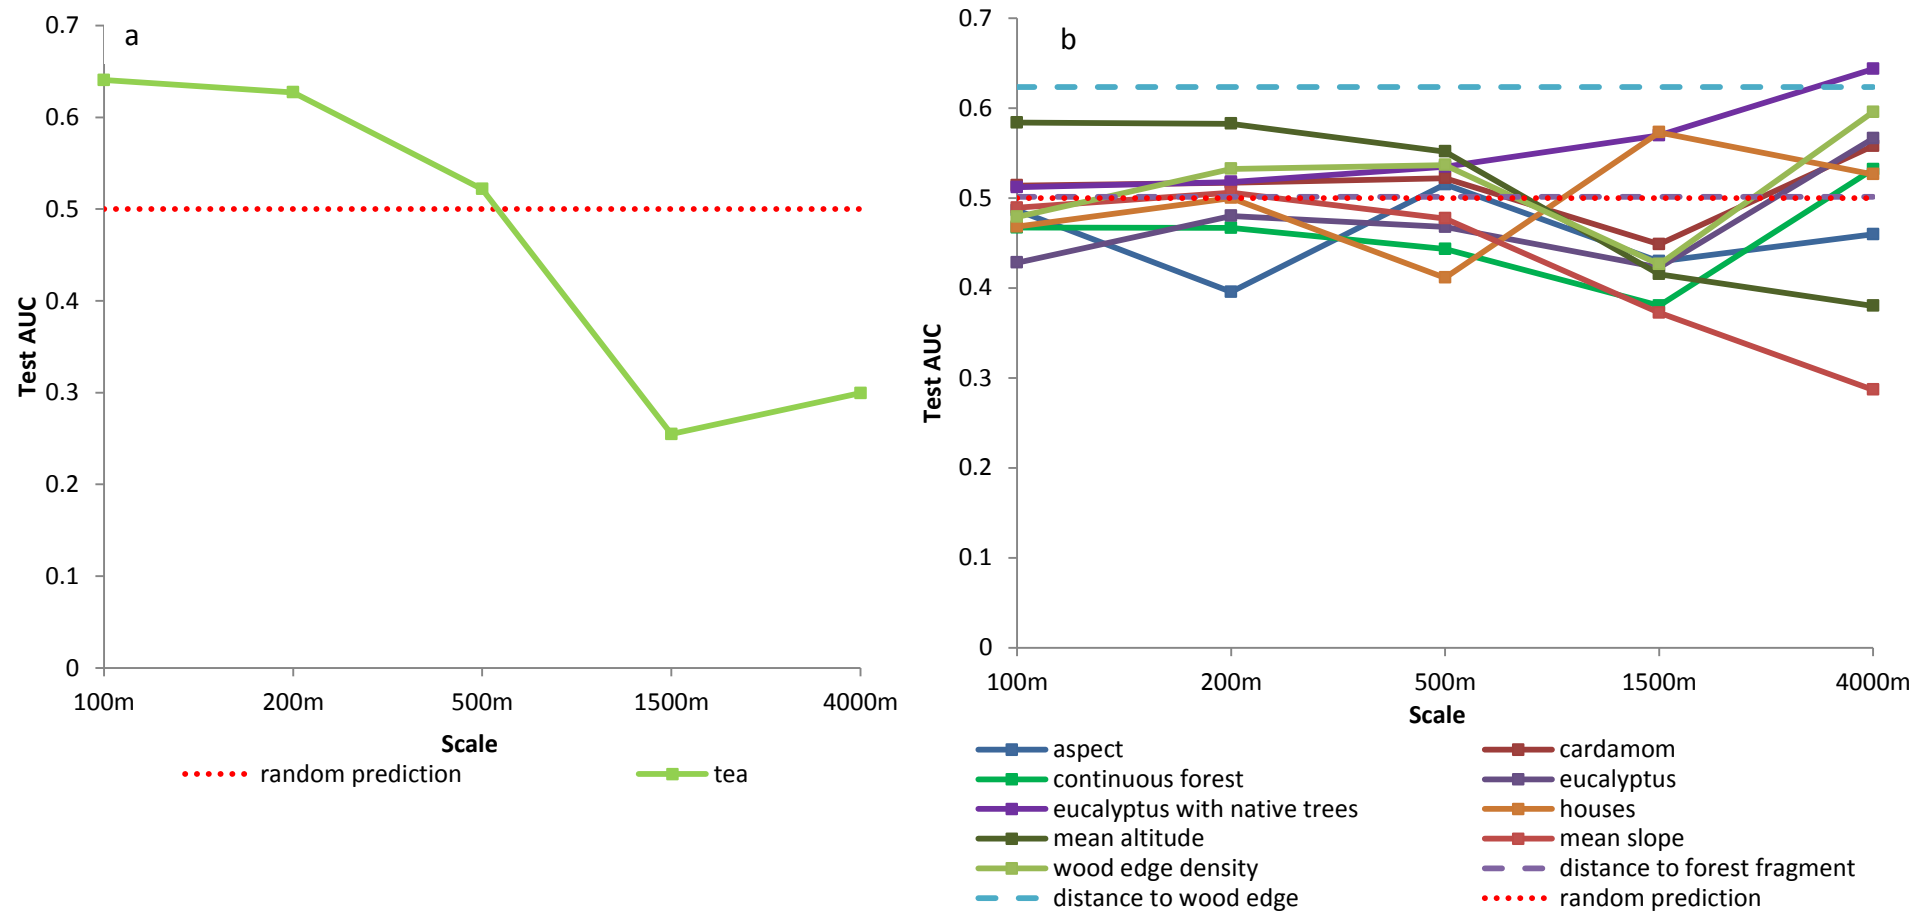 a
0.7
0.6
0.5
0.4
0.3
0.2
0.1
0
Test AUC
100m 200m 500m 1500m 4000m
Scale
random prediction tea
b
0.7
0.6
0.5
0.4
0.3
0.2
0.1
0
Test AUC
100m 200m 500m 1500m 4000m
Scale
aspect cardamom
continuous forest eucalyptus
eucalyptus with native trees houses
mean altitude mean slope
wood edge density distance to forest fragment
distance to wood edge random prediction